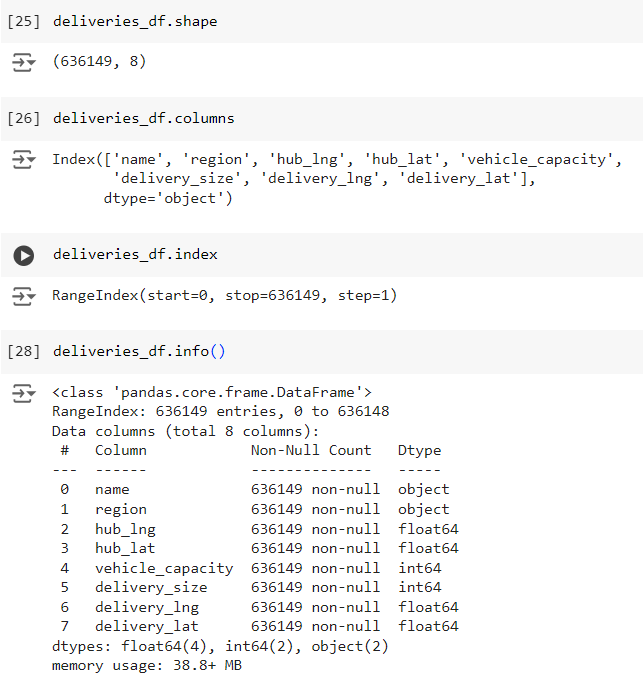 [25] deliveries_df.shape
(636149, 8)
[26] deliveries_df.columns
Index(['name', 'region', 'hub_lng', 'hub_lat', 'vehicle_capacity',
       'delivery_size', 'delivery_lng', 'delivery_lat'],
      dtype='object')
deliveries_df.index
RangeIndex(start=0, stop=636149, step=1)
[28] deliveries_df.info()
<class 'pandas.core.frame.DataFrame'>
RangeIndex: 636149 entries, 0 to 636148
Data columns (total 8 columns):
 #   Column            Non-Null Count   Dtype
---  ------            --------------   -----
 0   name              636149 non-null  object
 1   region            636149 non-null  object
 2   hub_lng           636149 non-null  float64
 3   hub_lat           636149 non-null  float64
 4   vehicle_capacity  636149 non-null  int64
 5   delivery_size     636149 non-null  int64
 6   delivery_lng      636149 non-null  float64
 7   delivery_lat      636149 non-null  float64
dtypes: float64(4), int64(2), object(2)
memory usage: 38.8+ MB